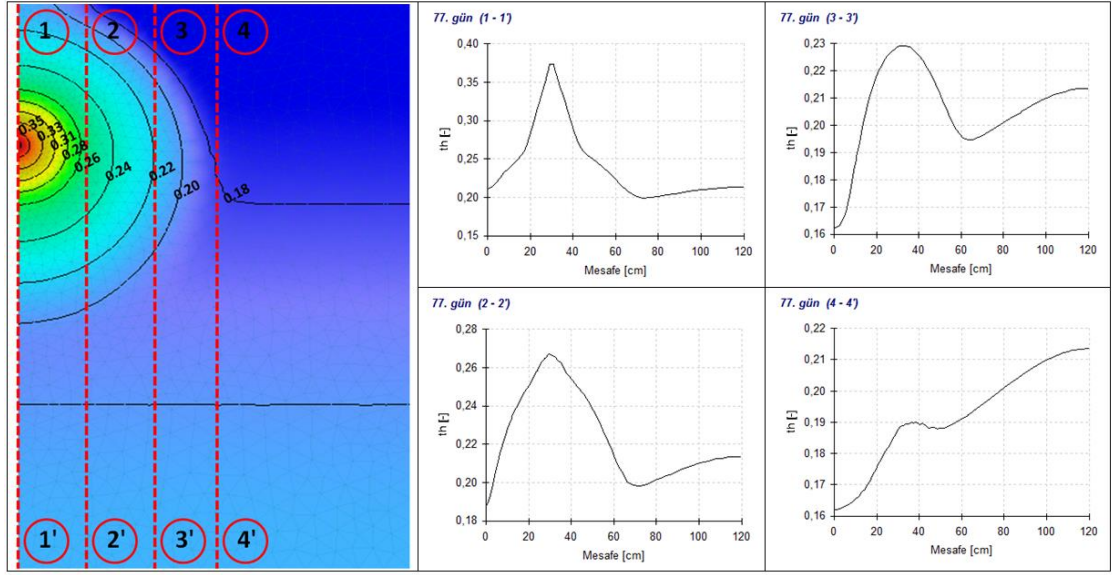 1 2 3 4
0.35
0.33
0.31
0.28
0.26
0.24
0.22
0.20
0.18
1' 2' 3' 4'
77. gün (1 - 1')
0,40
0,35
0,30
0,25
0,20
0,15
th [-]
0 20 40 60 80 100 120
Mesafe [cm]
77. gün (3 - 3')
0,23
0,22
0,21
0,20
0,19
0,18
0,17
0,16
th [-]
0 20 40 60 80 100 120
Mesafe [cm]
77. gün (2 - 2')
0,28
0,26
0,24
0,22
0,20
0,18
th [-]
0 20 40 60 80 100 120
Mesafe [cm]
77. gün (4 - 4')
0,22
0,21
0,20
0,19
0,18
0,17
0,16
th [-]
0 20 40 60 80 100 120
Mesafe [cm]